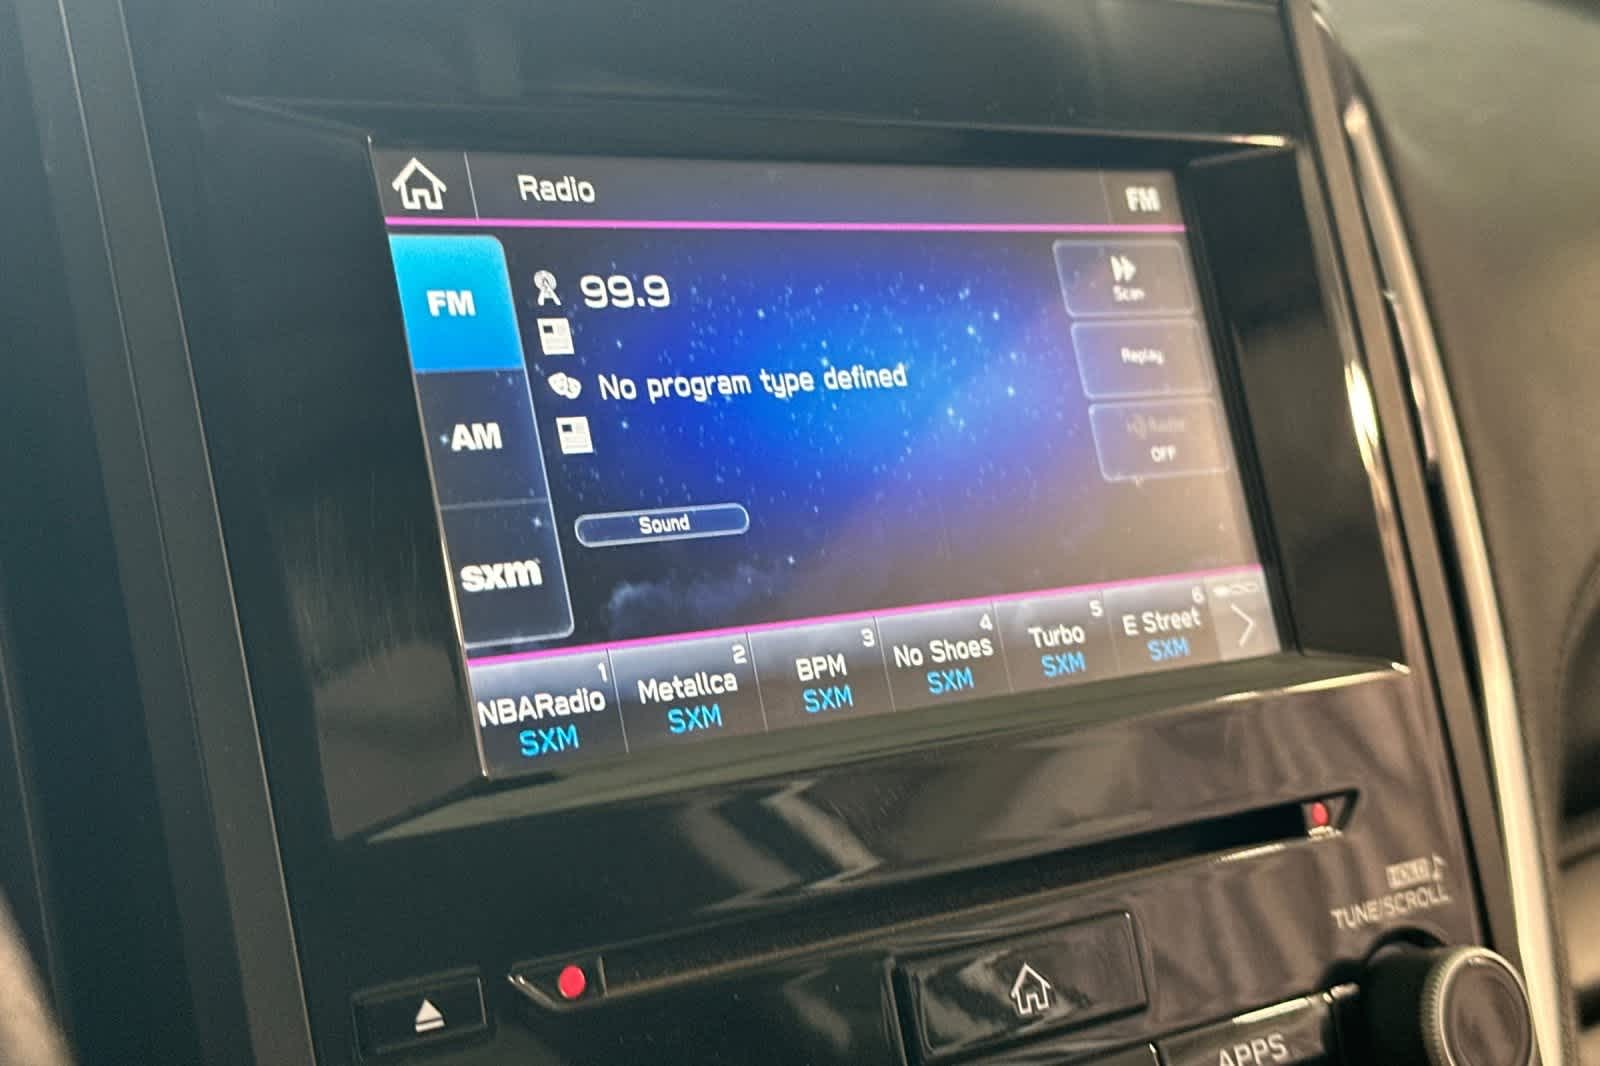 Radio
FM
FM
99.9
Scan
AM
No program type defined
Replay
OFF
sxm
Sound
1
NBARadio
SXM
2
Metallca
SXM
3
BPM
SXM
4
No Shoes
SXM
5
Turbo
SXM
6
E Street
SXM
TUNE/SCROLL
APPS